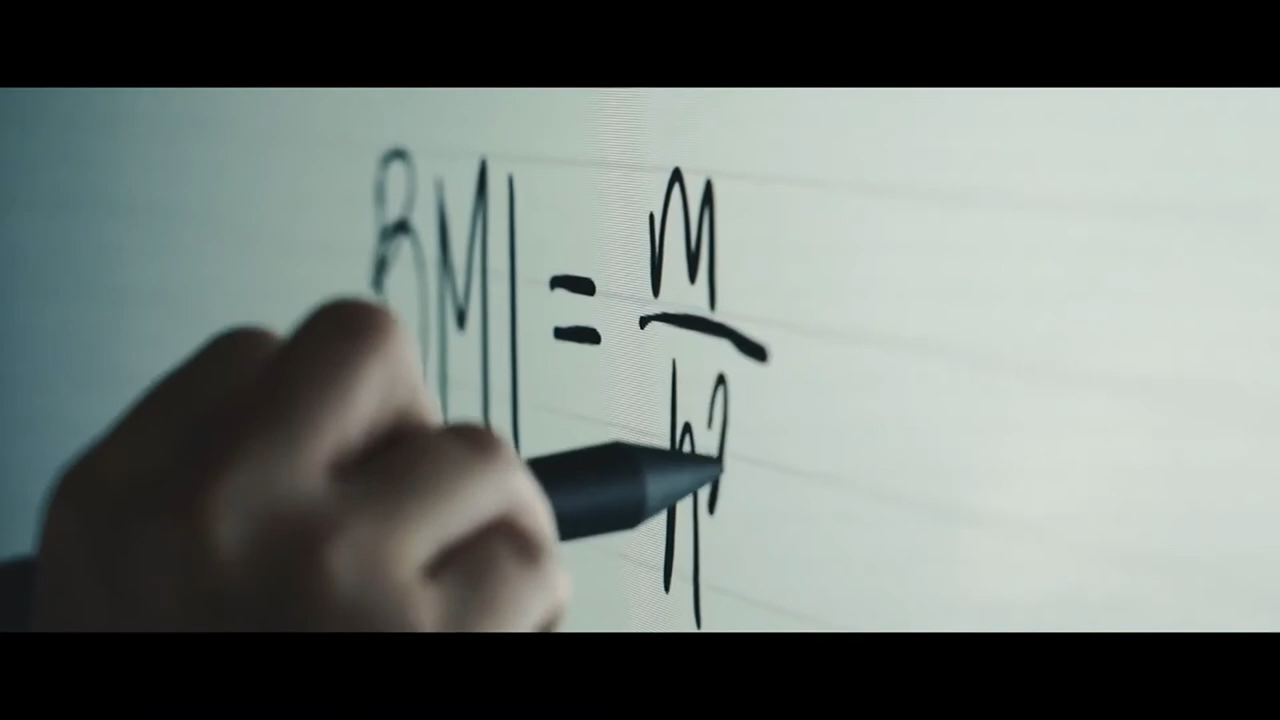 BMI = m
h²